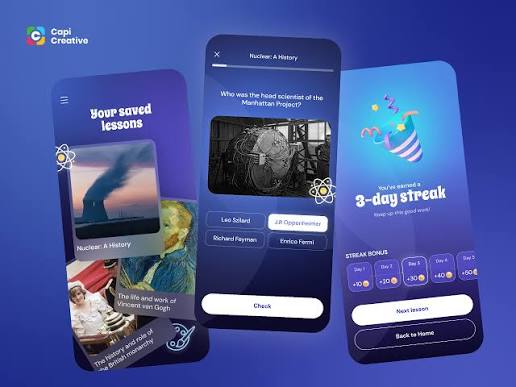 Capi
Creative
Your saved
lessons
Nuclear: A History
The life and work of
Vincent van Gogh
The history and role of
the British monarchy
Nuclear: A History
Who was the head scientist of the
Manhattan Project?
Leo Szilard
J.R Oppenheimer
Richard Feyman
Enrico Fermi
Check
You've earned a
3-day streak
Keep up this good work!
STREAK BONUS
Day 1
Day 2
Day 3
Day 4
Day 5
+10
+20
+30
+40
+50
Next lesson
Back to Home